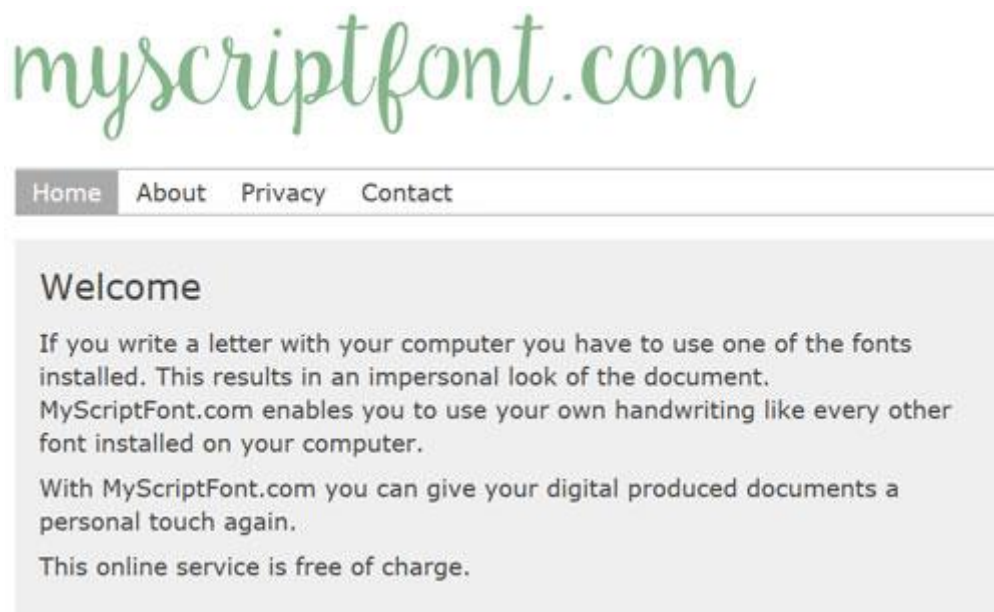 myscriptfont.com
Home About Privacy Contact
Welcome
If you write a letter with your computer you have to use one of the fonts
installed. This results in an impersonal look of the document.
MyScriptFont.com enables you to use your own handwriting like every other
font installed on your computer.
With MyScriptFont.com you can give your digital produced documents a
personal touch again.
This online service is free of charge.